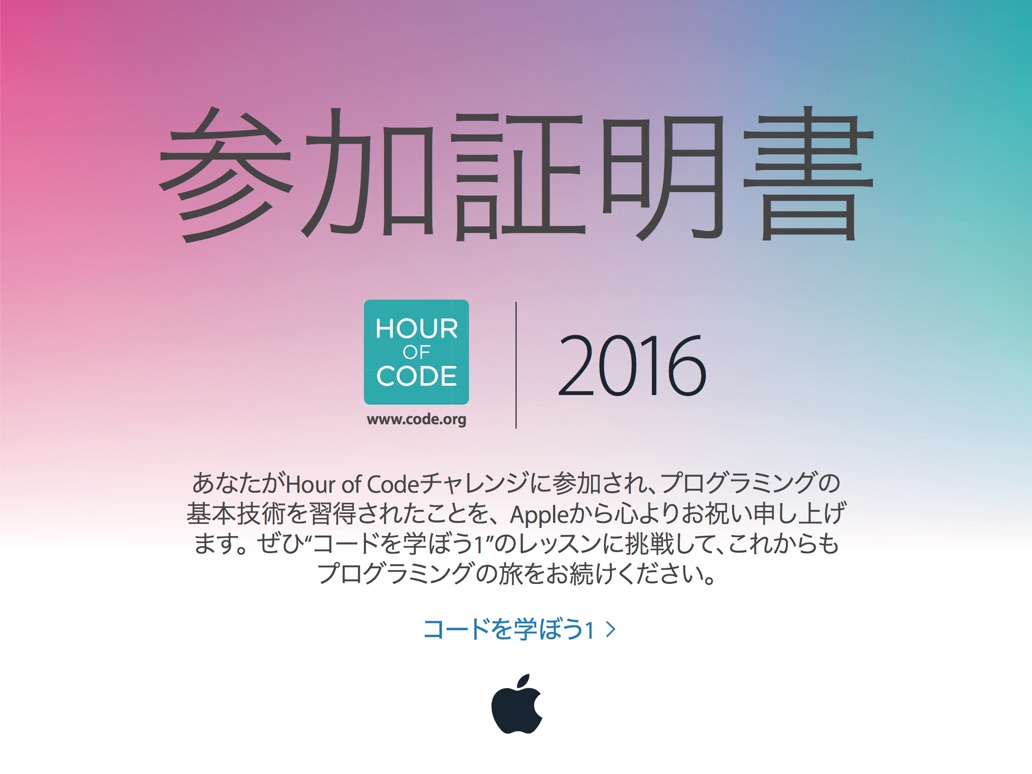 参加証明書
HOUR
OF
CODE
www.code.org
2016
あなたがHour of Codeチャレンジに参加され、プログラミングの
基本技術を習得されたことを、Appleから心よりお祝い申し上げ
ます。ぜひ“コードを学ぼう1”のレッスンに挑戦して、これからも
プログラミングの旅をお続けください。
コードを学ぼう1 >